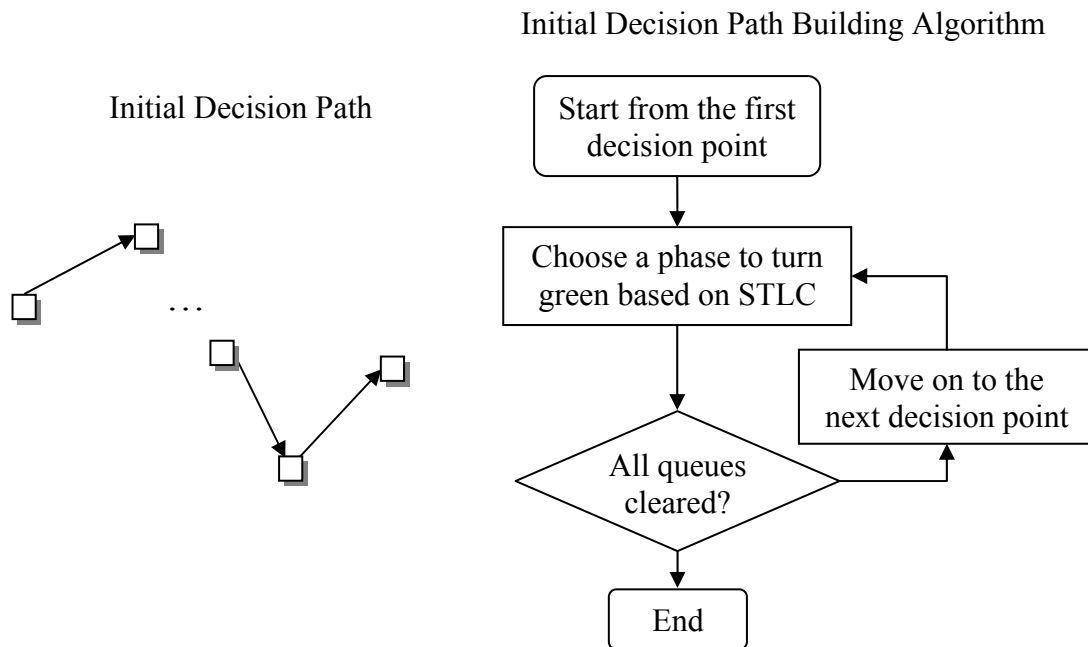 Initial Decision Path Building Algorithm
Initial Decision Path
Start from the first
decision point
Choose a phase to turn
green based on STLC
...
Move on to the
next decision point
All queues
cleared?
End